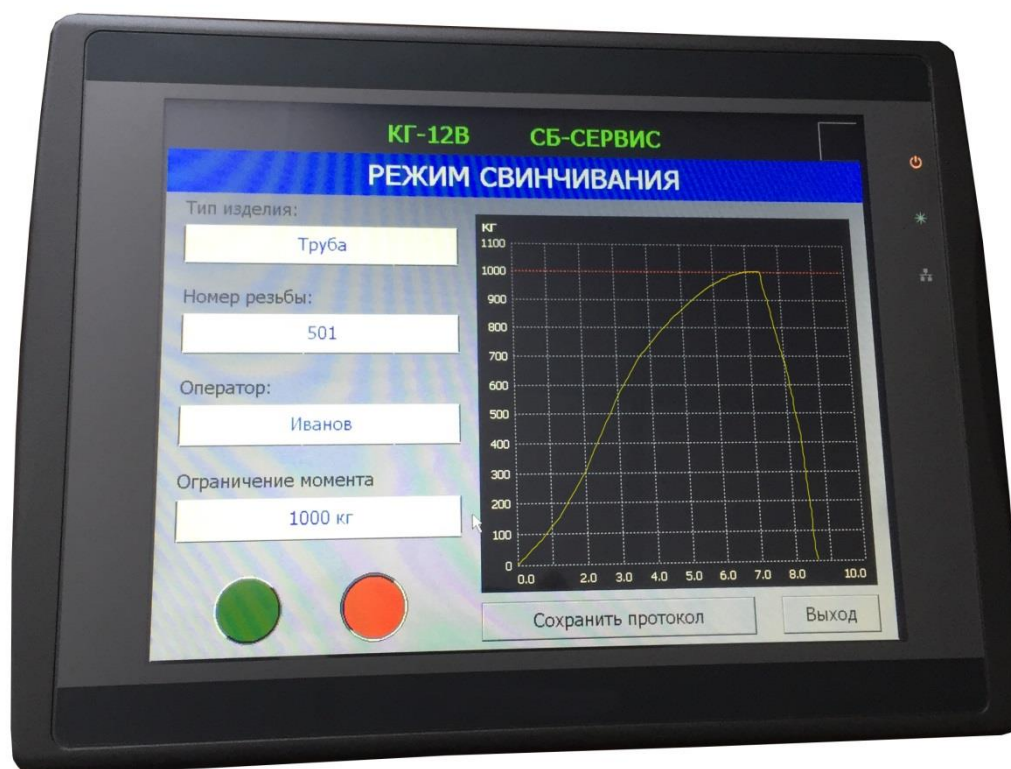 КГ-12В СБ-СЕРВИС
РЕЖИМ СВИНЧИВАНИЯ
Тип изделия:
Труба
Номер резьбы:
501
Оператор:
Иванов
Ограничение момента
1000 кг
КГ
1100
1000
900
800
700
600
500
400
300
200
100
0
0.0 2.0 3.0 4.0 5.0 6.0 7.0 8.0 10.0
Сохранить протокол Выход